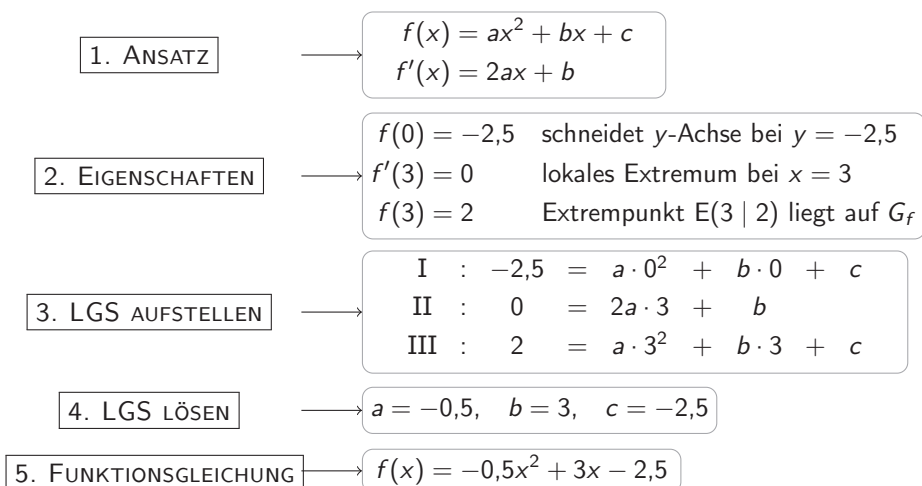 1. Ansatz
f(x) = ax² + bx + c
f′(x) = 2ax + b
2. Eigenschaften
f(0) = −2,5 schneidet y-Achse bei y = −2,5
f′(3) = 0 lokales Extremum bei x = 3
f(3) = 2 Extrempunkt E(3 | 2) liegt auf G_f
3. LGS aufstellen
I : −2,5 = a · 0² + b · 0 + c
II : 0 = 2a · 3 + b
III : 2 = a · 3² + b · 3 + c
4. LGS lösen
a = −0,5, b = 3, c = −2,5
5. Funktionsgleichung
f(x) = −0,5x² + 3x − 2,5